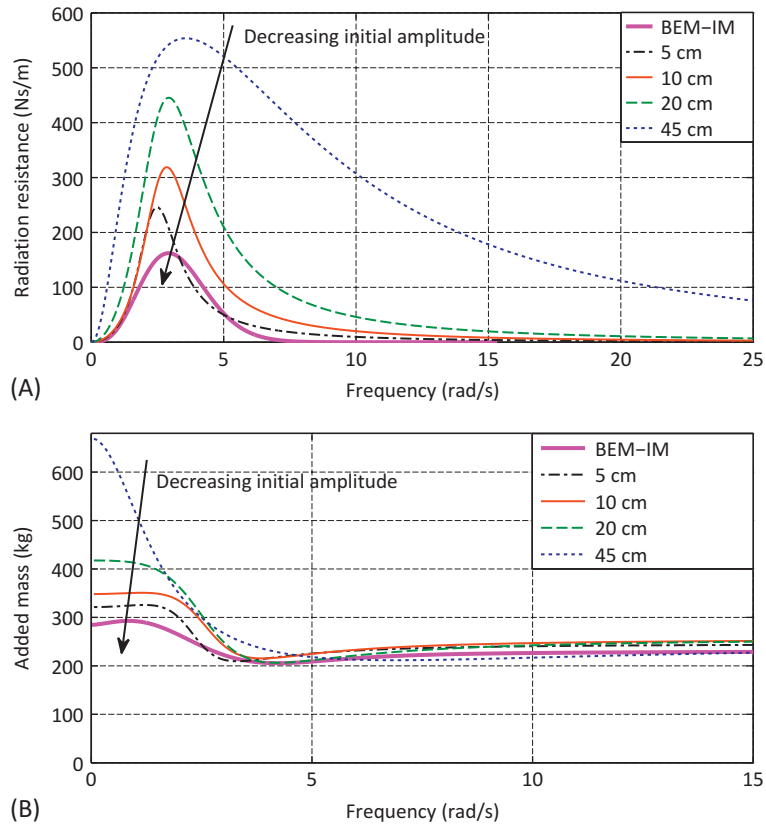 600
500
400
300
200
100
0
Radiation resistance (Ns/m)
Decreasing initial amplitude
BEM−IM
5 cm
10 cm
20 cm
45 cm
0 5 10 15 20 25
Frequency (rad/s)
(A)
600
500
400
300
200
100
0
Added mass (kg)
Decreasing initial amplitude
BEM−IM
5 cm
10 cm
20 cm
45 cm
0 5 10 15
Frequency (rad/s)
(B)